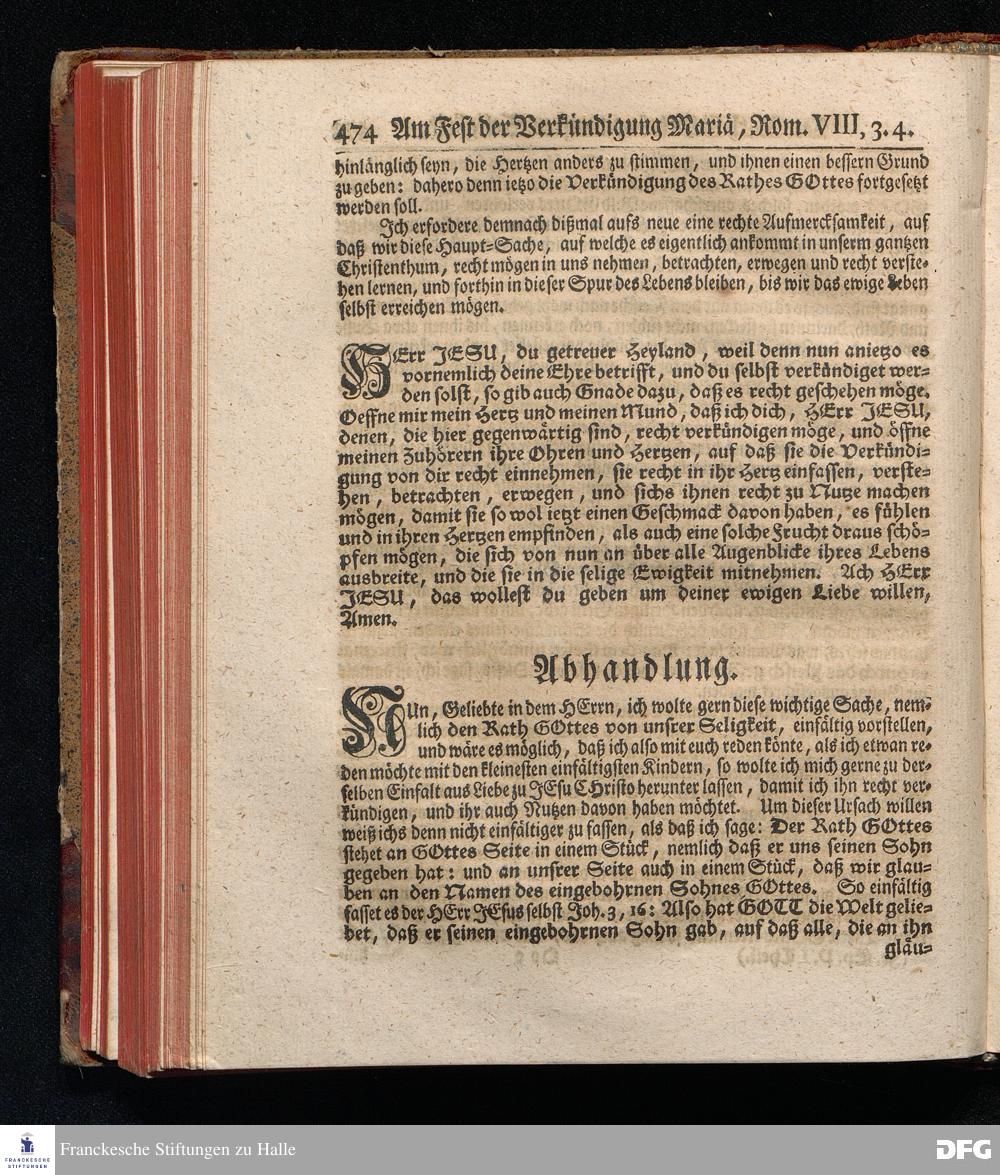 474 Am Fest der Verkündigung Mariä, Rom. VIII, 3. 4.
hinlänglich seyn, die Hertzen anders zu stimmen, und ihnen einen bessern Grund
zu geben: dahero denn ietzo die Verkündigung des Rathes GOttes fortgesetzt
werden soll.
Ich erfordere demnach dißmal aufs neue eine rechte Aufmercksamkeit, auf
daß wir diese Haupt-Sache, auf welche es eigentlich ankommt in unserm gantzen
Christenthum, recht mögen in uns nehmen, betrachten, erwegen und recht verste-
hen lernen, und forthin in dieser Spur des Lebens bleiben, bis wir das ewige Leben
selbst erreichen mögen.
HErr JESU, du getreuer Heyland, weil denn nun anietzo es
vornemlich deine Ehre betrifft, und du selbst verkündiget wer-
den solst, so gib auch Gnade dazu, daß es recht geschehen möge.
Oeffne mir mein Hertz und meinen Mund, daß ich dich, HErr JESU,
denen, die hier gegenwärtig sind, recht verkündigen möge, und öffne
meinen Zuhörern ihre Ohren und Hertzen, auf daß sie die Verkündi-
gung von dir recht einnehmen, sie recht in ihr Hertz einfassen, verste-
hen, betrachten, erwegen, und sichs ihnen recht zu Nutze machen
mögen, damit sie so wol ietzt einen Geschmack davon haben, es fühlen
und in ihren Hertzen empfinden, als auch eine solche Frucht draus schö-
pfen mögen, die sich von nun an über alle Augenblicke ihres Lebens
ausbreite, und die sie in die selige Ewigkeit mitnehmen. Ach HErr
JESU, das wollest du geben um deiner ewigen Liebe willen,
Amen.
Abhandlung.
NUn, Geliebte in dem HErrn, ich wolte gern diese wichtige Sache, nem-
lich den Rath GOttes von unsrer Seligkeit, einfältig vorstellen,
und wäre es möglich, daß ich also mit euch reden könte, als ich etwan re-
den möchte mit den kleinesten einfältigsten Kindern, so wolte ich mich gerne zu der-
selben Einfalt aus Liebe zu JEsu CHristo herunter lassen, damit ich ihn recht ver-
kündigen, und ihr auch Nutzen davon haben möchtet. Um dieser Ursach willen
weiß ichs denn nicht einfältiger zu fassen, als daß ich sage: Der Rath GOttes
stehet an GOttes Seite in einem Stück, nemlich daß er uns seinen Sohn
gegeben hat: und an unsrer Seite auch in einem Stück, daß wir glau-
ben an den Namen des eingebohrnen Sohnes GOttes. So einfältig
fasset es der HErr JEsus selbst Joh. 3, 16: Also hat GOTT die Welt gelie-
bet, daß er seinen eingebohrnen Sohn gab, auf daß alle, die an ihn
gläu-
FRANCKESCHE
STIFTUNGEN
Franckesche Stiftungen zu Halle
DFG